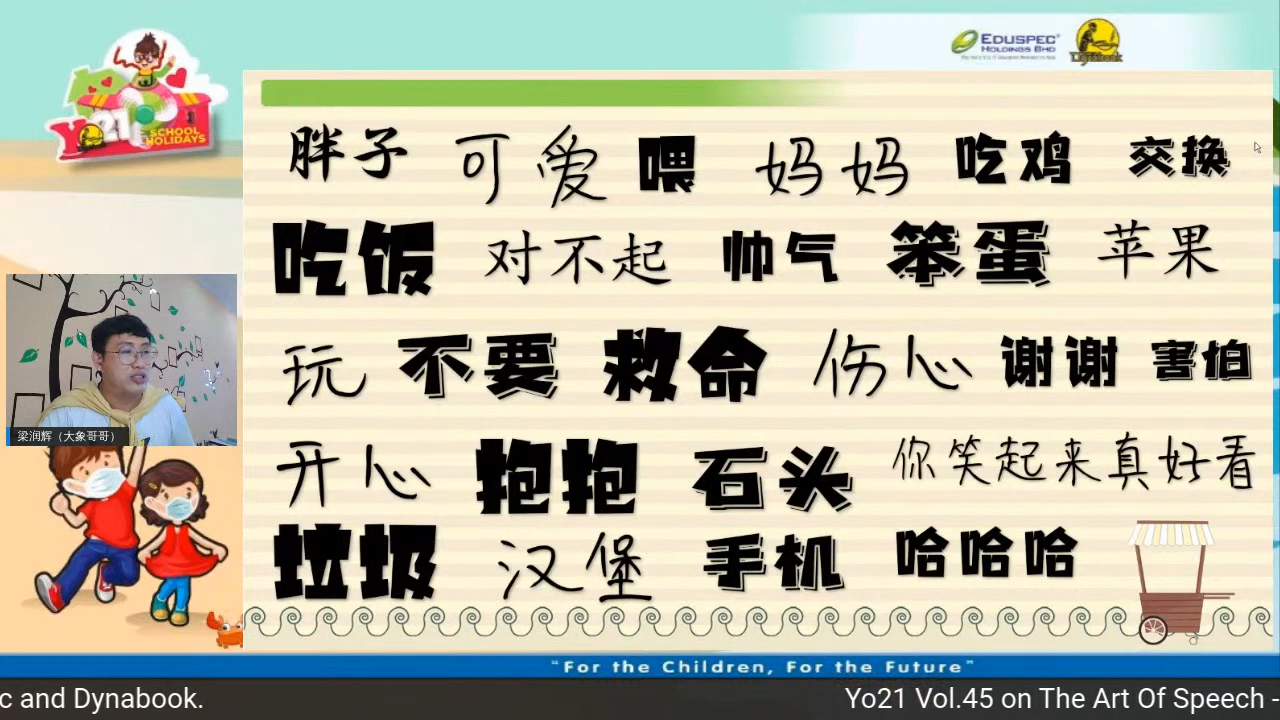 EDUSPEC
HOLINGS BHD
Dynabook
Yo21
SCHOOL HOLIDAYS
胖子 可爱 喂 妈妈 吃鸡 交换
吃饭 对不起 帅气 笨蛋 苹果
玩 不要 救命 伤心 谢谢 害怕
开心 抱抱 石头 你笑起来真好看
垃圾 汉堡 手机 哈哈哈
梁润辉（大象哥哥）
“For the Children, For the Future”
c and Dynabook. Yo21 Vol.45 on The Art Of Speech -